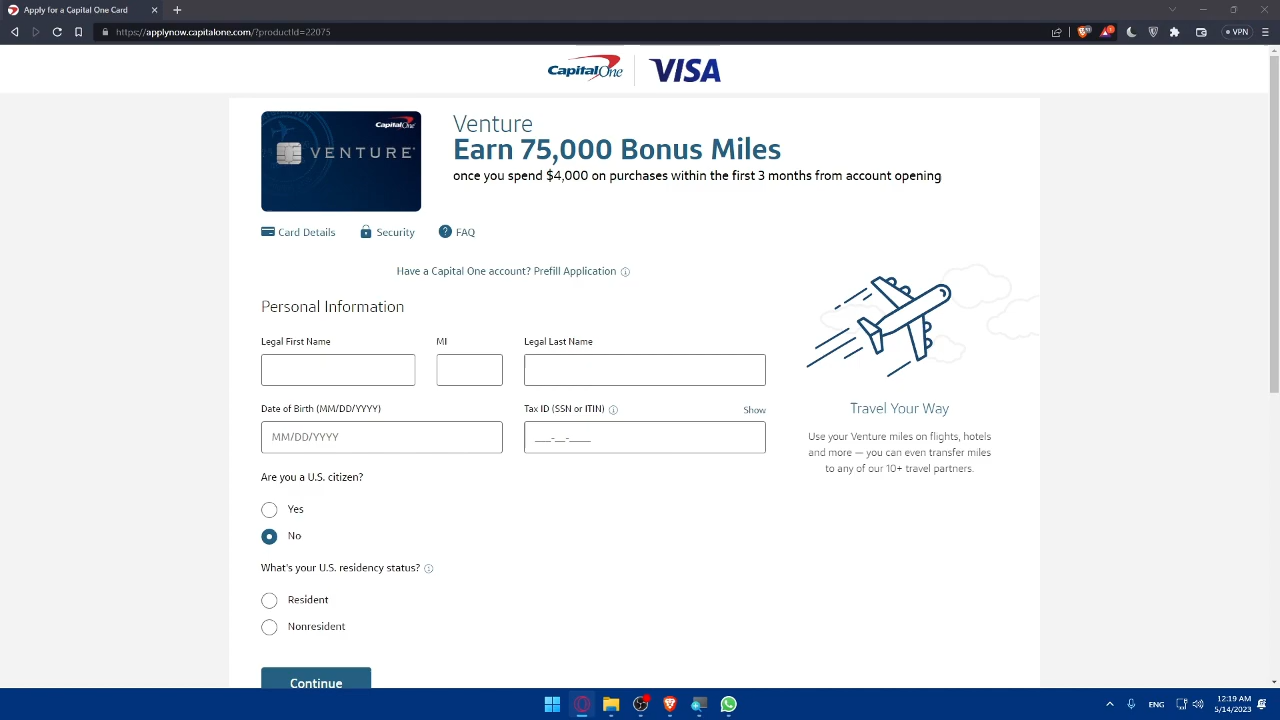 Apply for a Capital One Card
https://applynow.capitalone.com/?productId=22075
VPN
Capital One
VISA
Capital One
VENTURE
Venture
Earn 75,000 Bonus Miles
once you spend $4,000 on purchases within the first 3 months from account opening
Card Details
Security
FAQ
Have a Capital One account? Prefill Application
Personal Information
Legal First Name
MI
Legal Last Name
Date of Birth (MM/DD/YYYY)
Tax ID (SSN or ITIN)
Show
MM/DD/YYYY
___-__-____
Travel Your Way
Use your Venture miles on flights, hotels
and more — you can even transfer miles
to any of our 10+ travel partners.
Are you a U.S. citizen?
Yes
No
What's your U.S. residency status?
Resident
Nonresident
Continue
ENG
12:19 AM
5/14/2023